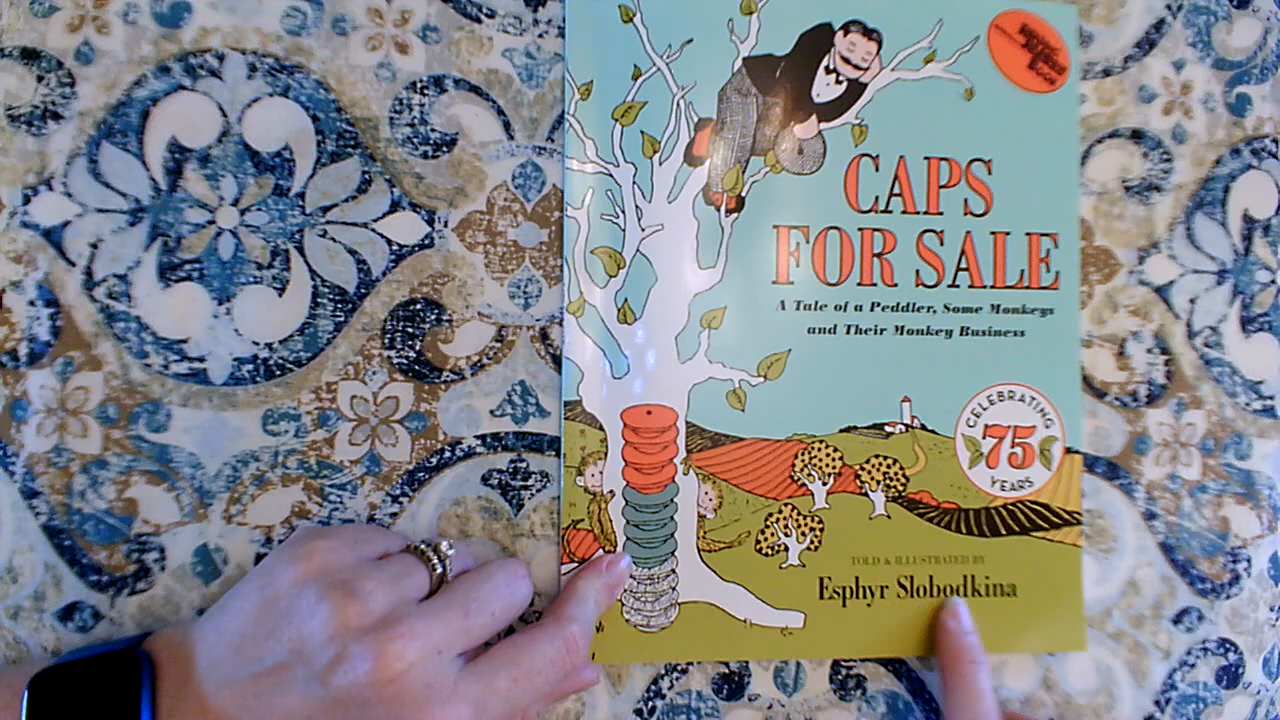 CAPS
FOR SALE
A Tale of a Peddler, Some Monkeys
and Their Monkey Business
CELEBRATING
75
YEARS
TOLD & ILLUSTRATED BY
Esphyr Slobodkina